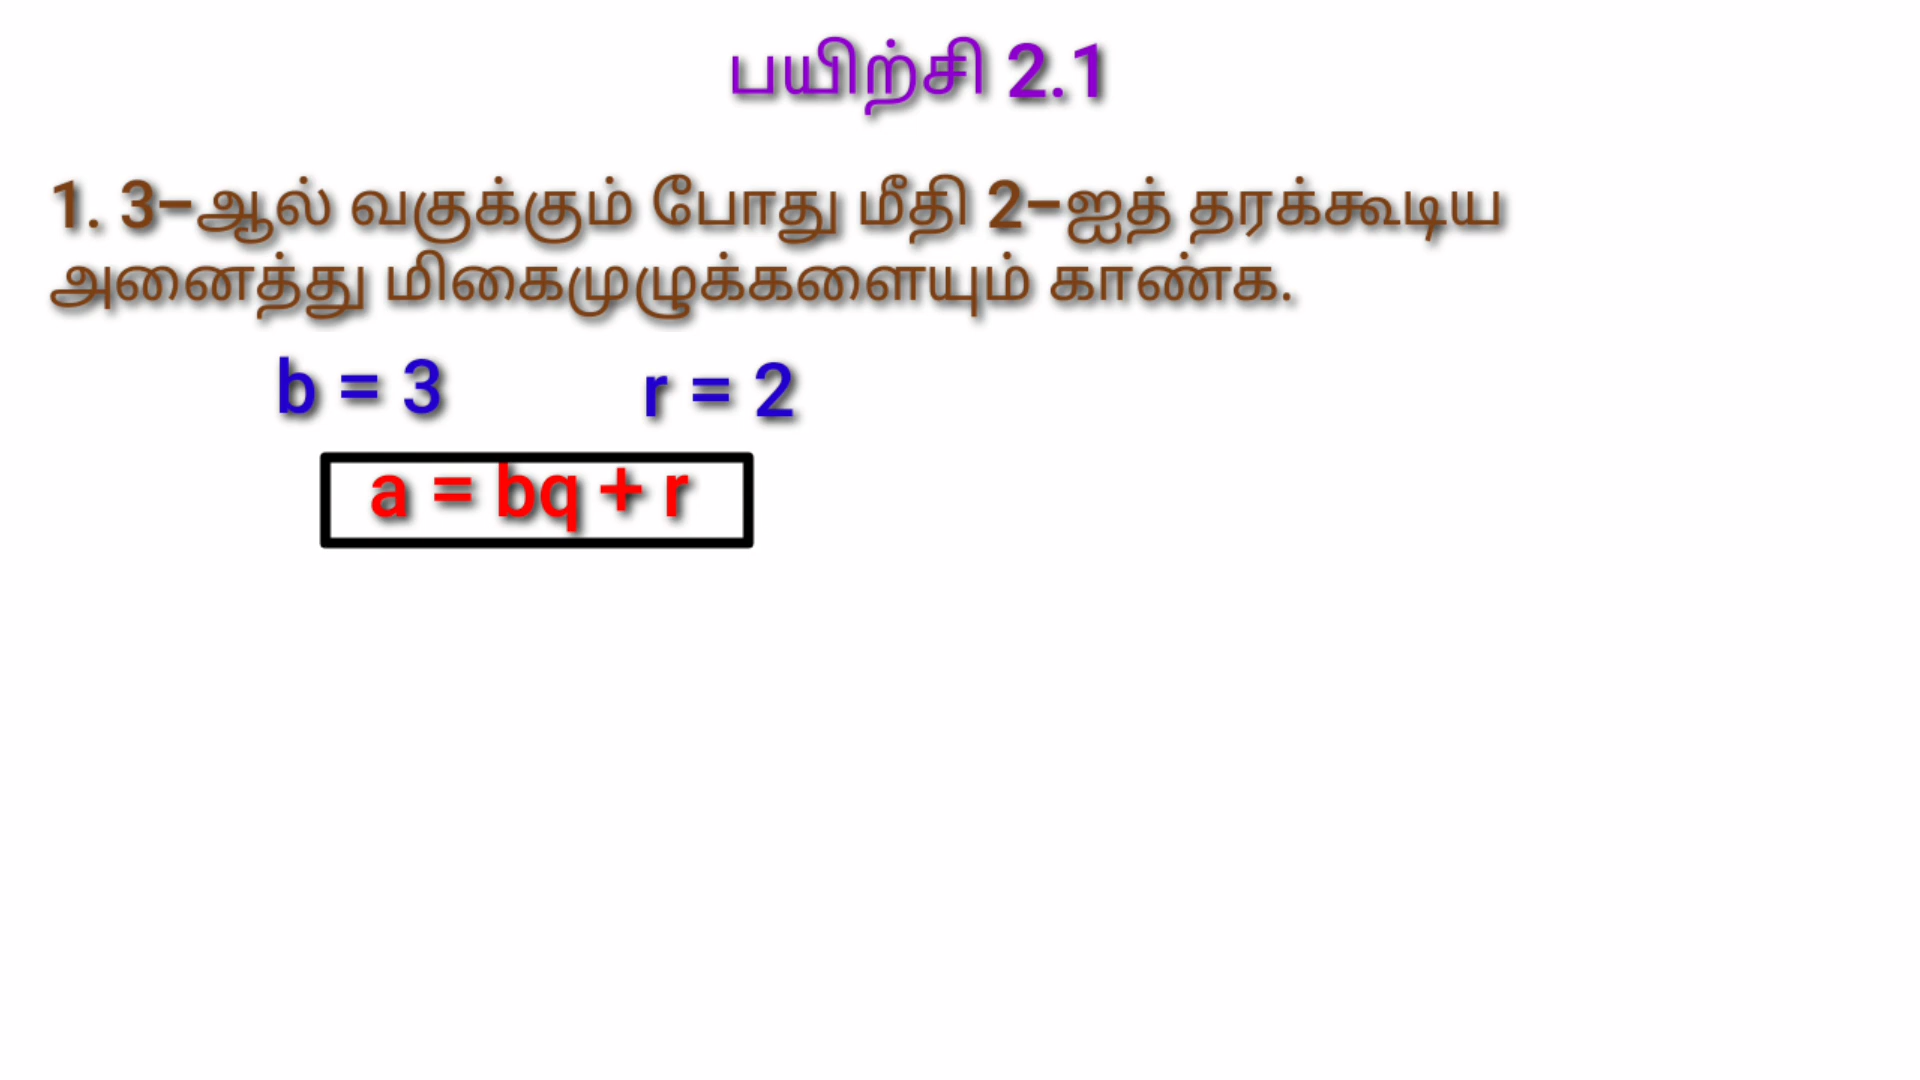 பயிற்சி 2.1
1. 3-ஆல் வகுக்கும் போது மீதி 2-ஐத் தரக்கூடிய
அனைத்து மிகைமுழுக்களையும் காண்க.
b = 3 r = 2
a = bq + r